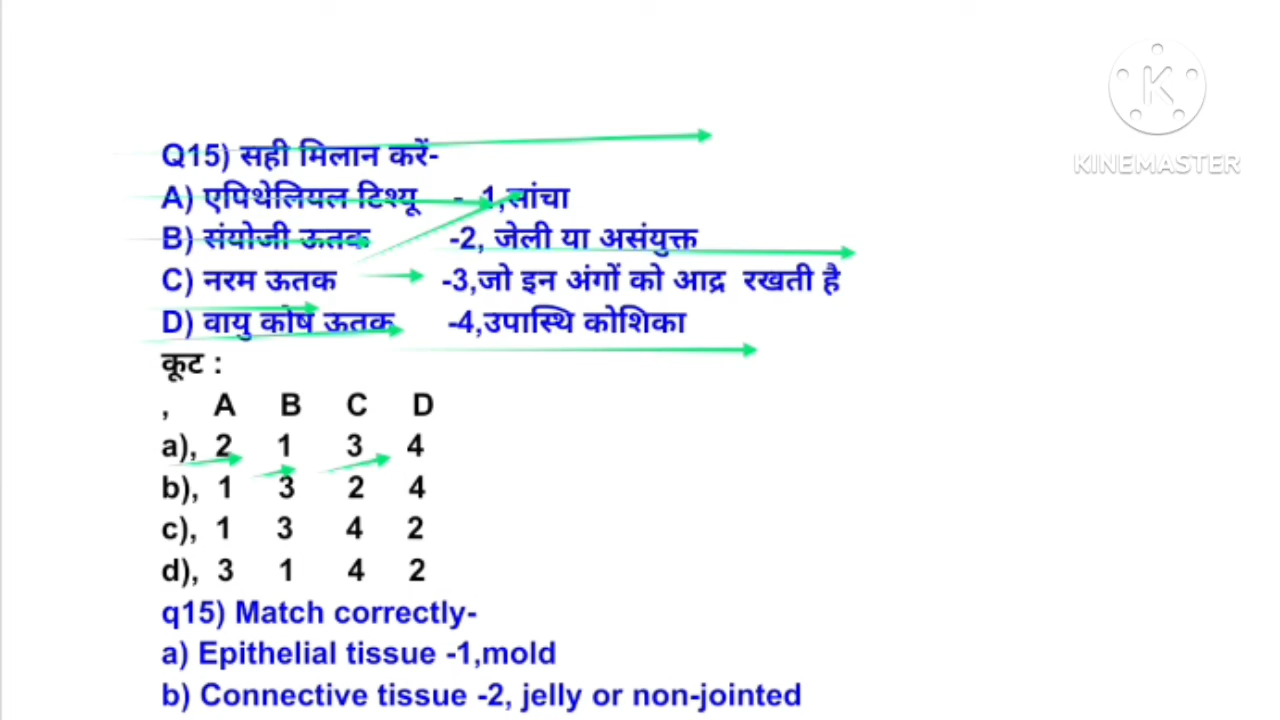 KINEMASTER
Q15) सही मिलान करें-
A) एपिथेलियल टिश्यू - 1,सांचा
B) संयोजी ऊतक -2, जेली या असंयुक्त
C) नरम ऊतक -3,जो इन अंगों को आद्र रखती है
D) वायु कोष ऊतक -4,उपास्थि कोशिका
कूट :
, A B C D
a), 2 1 3 4
b), 1 3 2 4
c), 1 3 4 2
d), 3 1 4 2
q15) Match correctly-
a) Epithelial tissue -1,mold
b) Connective tissue -2, jelly or non-jointed